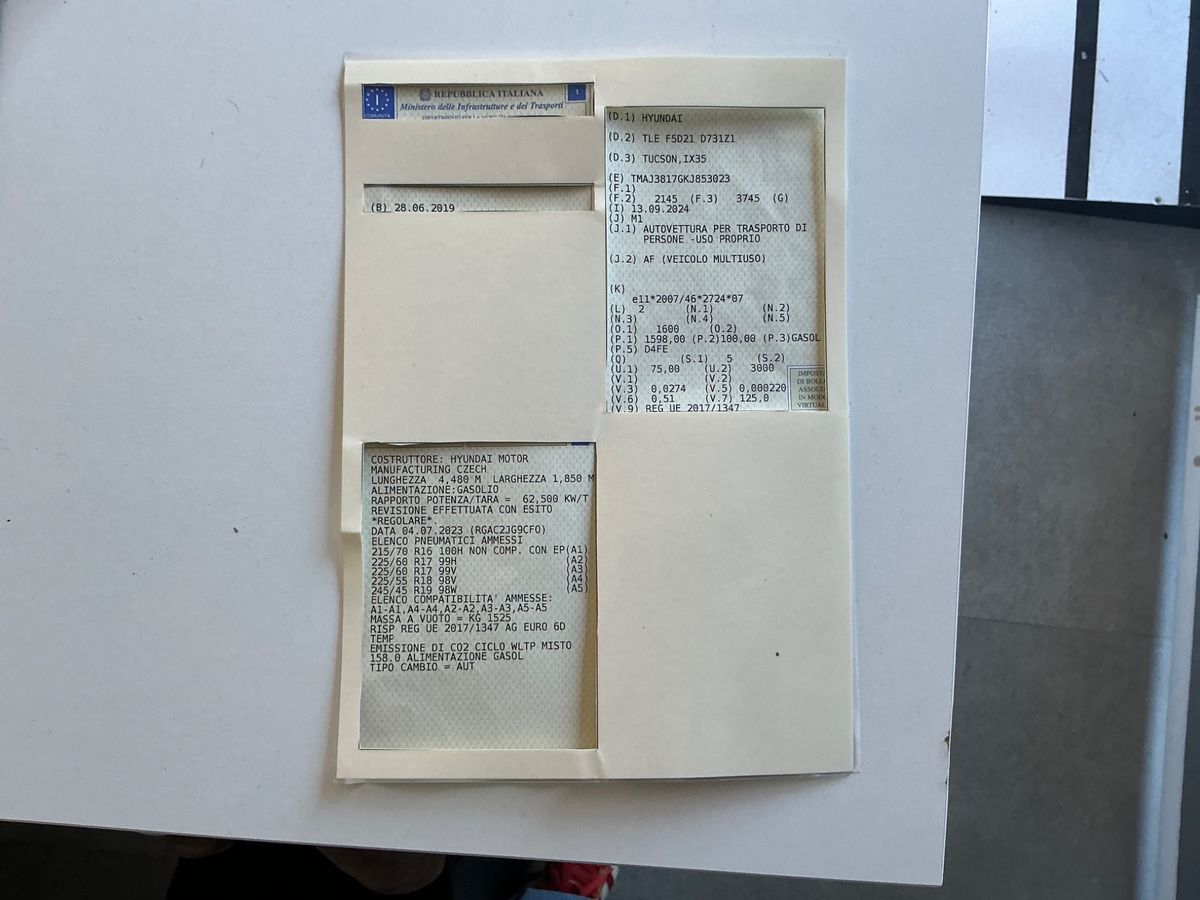 I
COMUNITÀ
REPUBBLICA ITALIANA
Ministero delle Infrastrutture e dei Trasporti
1
(B) 28.06.2019
(D.1) HYUNDAI
(D.2) TLE F5D21 D731Z1
(D.3) TUCSON,IX35
(E) TMAJ3817GKJ853023
(F.1)
(F.2) 2145 (F.3) 3745 (G)
(I) 13.09.2024
(J) M1
(J.1) AUTOVETTURA PER TRASPORTO DI
PERSONE -USO PROPRIO
(J.2) AF (VEICOLO MULTIUSO)
(K)
e11*2007/46*2724*07
(L) 2 (N.1) (N.2)
(N.3) (N.4) (N.5)
(O.1) 1600 (O.2)
(P.1) 1598,00 (P.2)100,00 (P.3)GASOL
(P.5) D4FE
(Q) (S.1) 5 (S.2)
(U.1) 75,00 (U.2) 3000
(V.1) (V.2)
(V.3) 0,0274 (V.5) 0,000220
(V.6) 0,51 (V.7) 125,0
(V.9) REG UE 2017/1347
IMPOSTA
DI BOLLO
ASSOLTA
IN MODO
VIRTUAL
COSTRUTTORE: HYUNDAI MOTOR
MANUFACTURING CZECH
LUNGHEZZA 4,480 M LARGHEZZA 1,850 M
ALIMENTAZIONE:GASOLIO
RAPPORTO POTENZA/TARA = 62,500 KW/T
REVISIONE EFFETTUATA CON ESITO
*REGOLARE*.
DATA 04.07.2023 (RGAC2JG9CFO)
ELENCO PNEUMATICI AMMESSI
215/70 R16 100H NON COMP. CON EP(A1)
225/60 R17 99H (A2)
225/60 R17 99V (A3)
225/55 R18 98V (A4)
245/45 R19 98W (A5)
ELENCO COMPATIBILITA' AMMESSE:
A1-A1,A4-A4,A2-A2,A3-A3,A5-A5
MASSA A VUOTO = KG 1525
RISP REG UE 2017/1347 AG EURO 6D
TEMP
EMISSIONE DI CO2 CICLO WLTP MISTO
158.0 ALIMENTAZIONE GASOL
TIPO CAMBIO = AUT